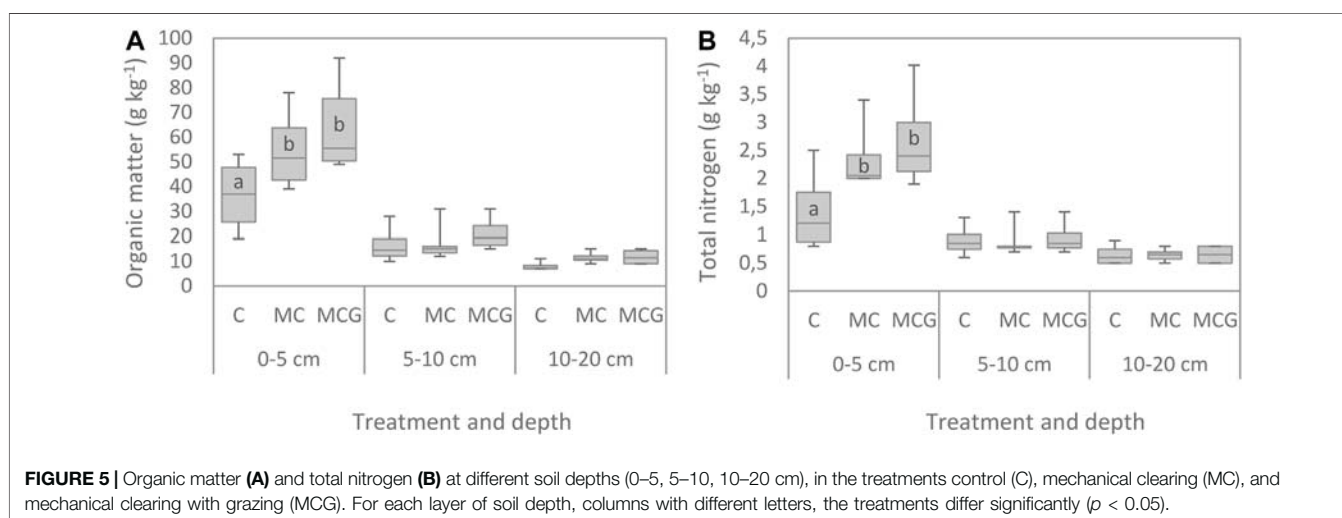 A
Organic matter (g kg⁻¹)
100
90
80
70
60
50
40
30
20
10
0
a
b
b
C MC MCG C MC MCG C MC MCG
0-5 cm 5-10 cm 10-20 cm
Treatment and depth
B
Total nitrogen (g kg⁻¹)
4,5
4
3,5
3
2,5
2
1,5
1
0,5
0
a
b
b
C MC MCG C MC MCG C MC MCG
0-5 cm 5-10 cm 10-20 cm
Treatment and depth
FIGURE 5 | Organic matter (A) and total nitrogen (B) at different soil depths (0–5, 5–10, 10–20 cm), in the treatments control (C), mechanical clearing (MC), and
mechanical clearing with grazing (MCG). For each layer of soil depth, columns with different letters, the treatments differ significantly (p < 0.05).